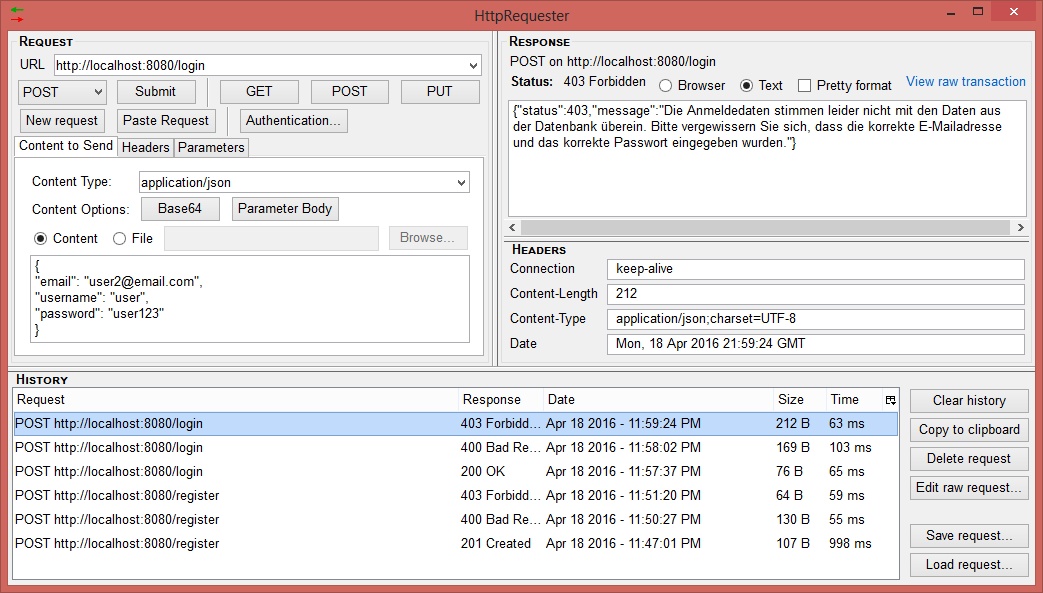 HttpRequester
REQUEST
URL http://localhost:8080/login
POST Submit GET POST PUT
New request Paste Request Authentication...
Content to Send Headers Parameters
Content Type: application/json
Content Options: Base64 Parameter Body
Content File Browse...
{
"email": "user2@email.com",
"username": "user",
"password": "user123"
}
RESPONSE
POST on http://localhost:8080/login
Status: 403 Forbidden Browser Text Pretty format View raw transaction
{"status":403,"message":"Die Anmeldedaten stimmen leider nicht mit den Daten aus
der Datenbank überein. Bitte vergewissern Sie sich, dass die korrekte E-Mailadresse
und das korrekte Passwort eingegeben wurden."}
HEADERS
Connection keep-alive
Content-Length 212
Content-Type application/json;charset=UTF-8
Date Mon, 18 Apr 2016 21:59:24 GMT
HISTORY
Request Response Date Size Time
POST http://localhost:8080/login 403 Forbidd... Apr 18 2016 - 11:59:24 PM 212 B 63 ms
POST http://localhost:8080/login 400 Bad Re... Apr 18 2016 - 11:58:02 PM 169 B 103 ms
POST http://localhost:8080/login 200 OK Apr 18 2016 - 11:57:37 PM 76 B 65 ms
POST http://localhost:8080/register 403 Forbidd... Apr 18 2016 - 11:51:20 PM 64 B 59 ms
POST http://localhost:8080/register 400 Bad Re... Apr 18 2016 - 11:50:27 PM 130 B 55 ms
POST http://localhost:8080/register 201 Created Apr 18 2016 - 11:47:01 PM 107 B 998 ms
Clear history
Copy to clipboard
Delete request
Edit raw request...
Save request...
Load request...